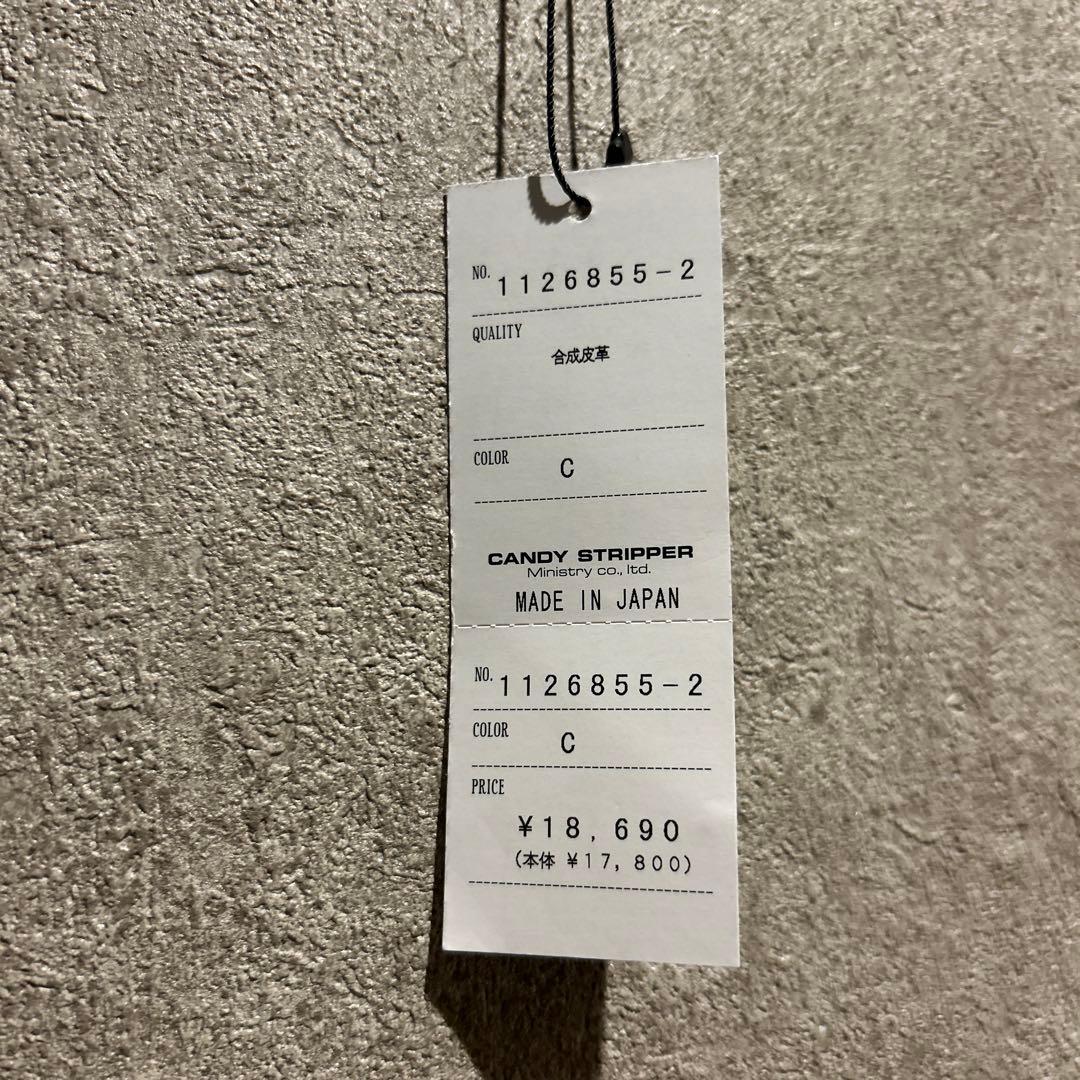 NO. 1126855-2
QUALITY
合成皮革
COLOR C
CANDY STRIPPER
Ministry co., ltd.
MADE IN JAPAN
NO. 1126855-2
COLOR C
PRICE
¥18,690
(本体 ¥17,800)